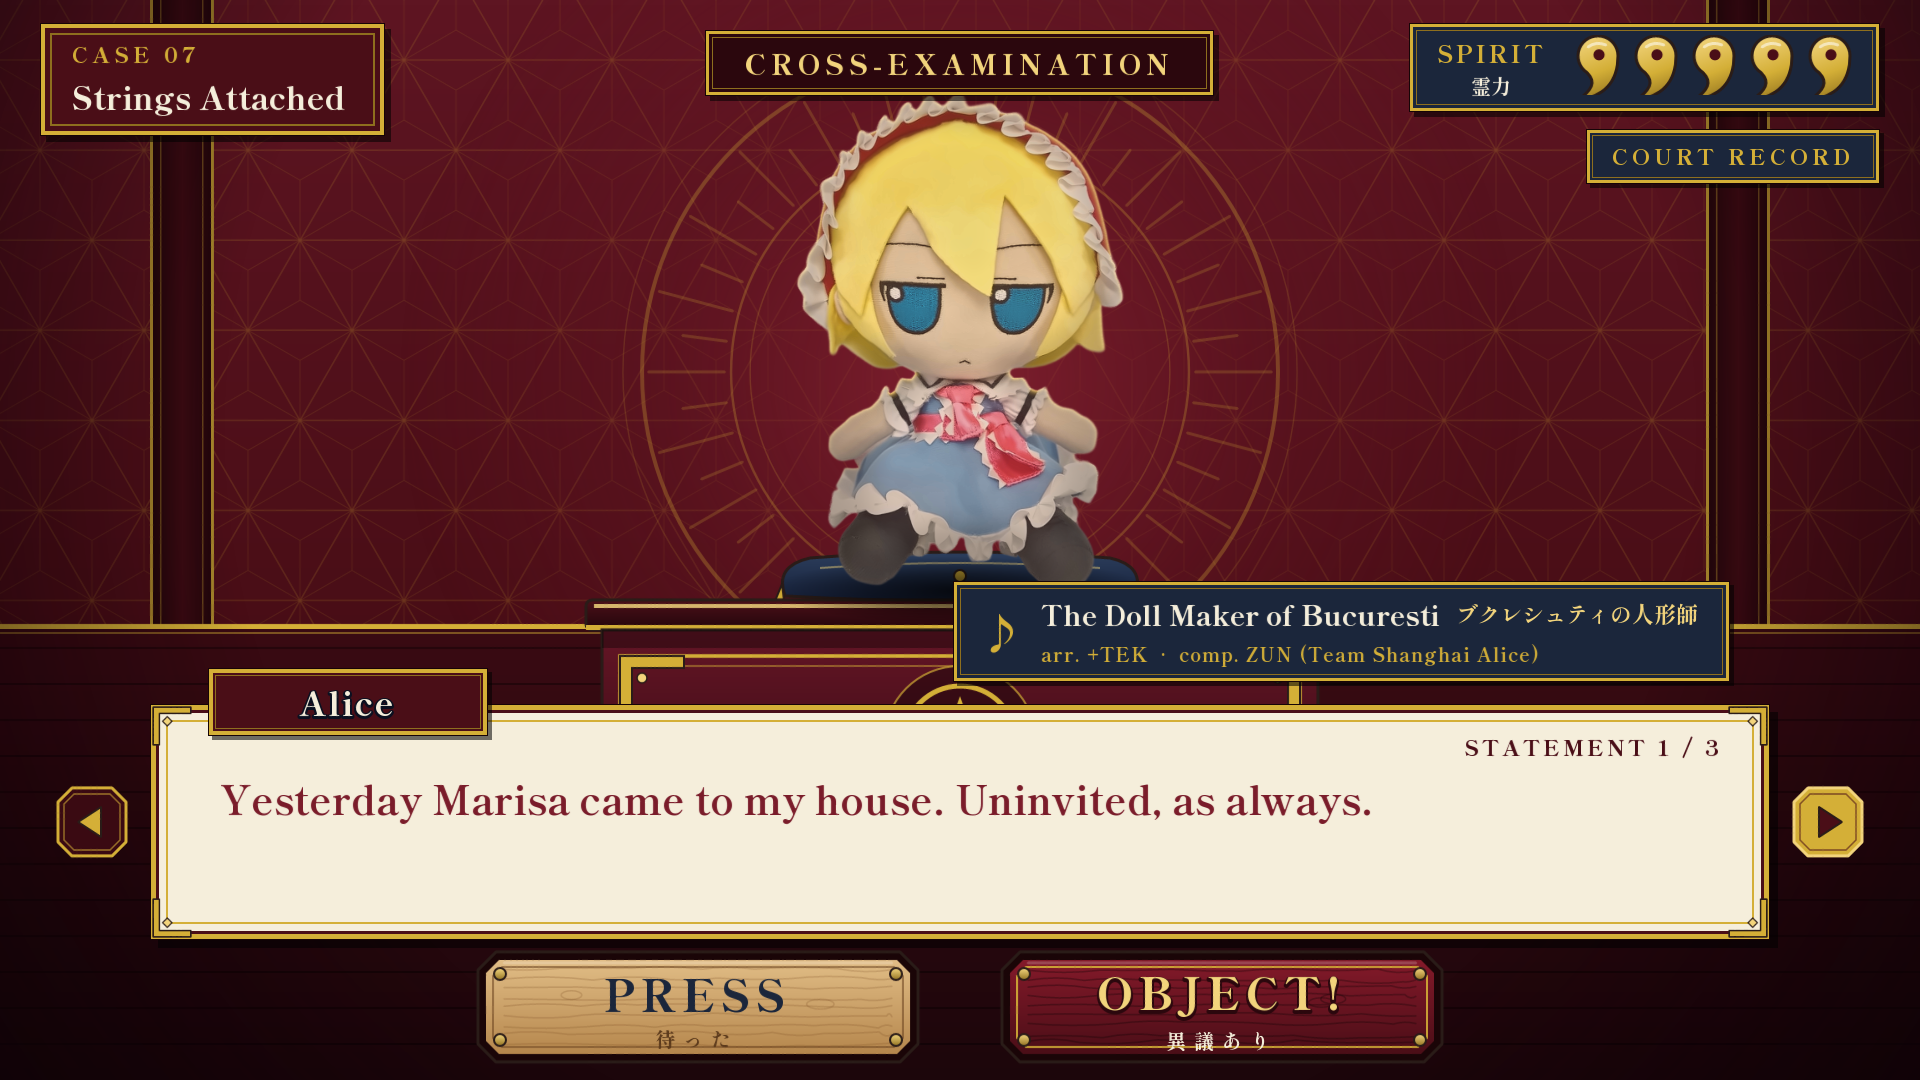 CASE 07
Strings Attached
CROSS-EXAMINATION
SPIRIT
霊力
COURT RECORD
The Doll Maker of Bucuresti ブクレシュティの人形師
arr. +TEK · comp. ZUN (Team Shanghai Alice)
Alice
STATEMENT 1 / 3
Yesterday Marisa came to my house. Uninvited, as always.
PRESS
待った
OBJECT!
異議あり